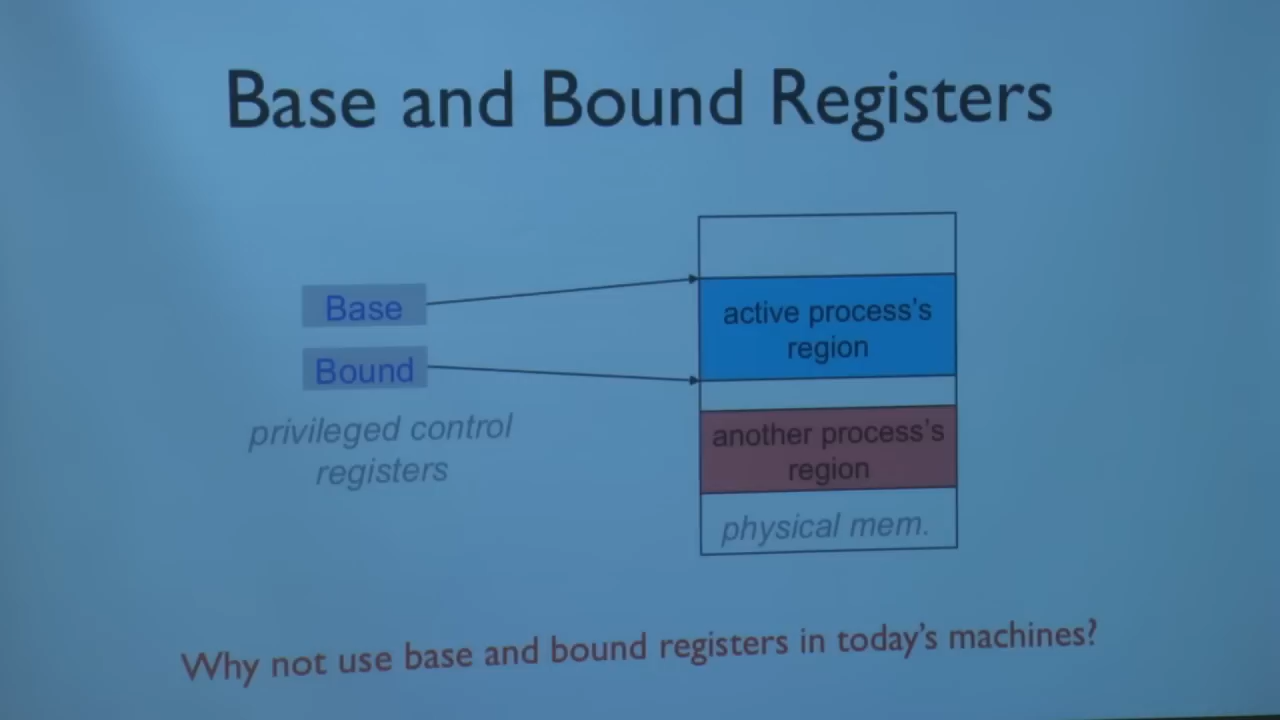 Base and Bound Registers
Base
Bound
privileged control
registers
active process's
region
another process's
region
physical mem.
Why not use base and bound registers in today's machines?